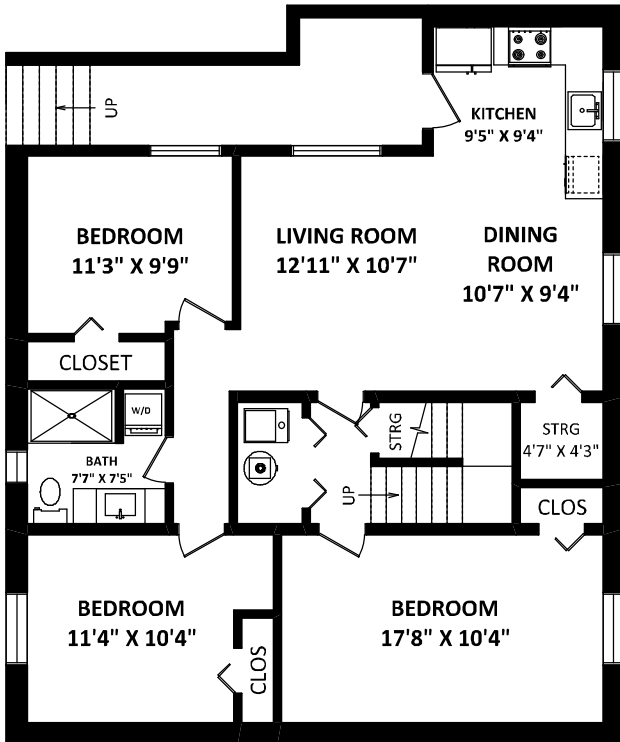 UP
KITCHEN
9'5" X 9'4"
BEDROOM
11'3" X 9'9"
LIVING ROOM
12'11" X 10'7"
DINING
ROOM
10'7" X 9'4"
CLOSET
W/D
BATH
7'7" X 7'5"
STRG
STRG
4'7" X 4'3"
UP
CLOS
BEDROOM
11'4" X 10'4"
CLOS
BEDROOM
17'8" X 10'4"